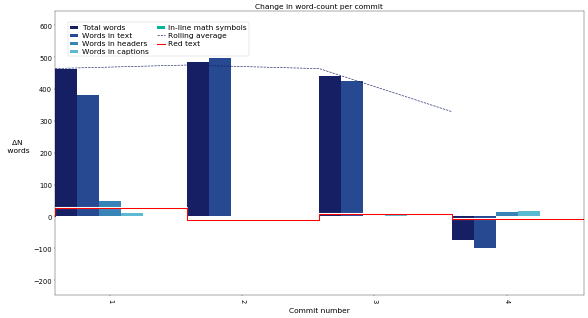 Change in word-count per commit
Total words
Words in text
Words in headers
Words in captions
In-line math symbols
Rolling average
Red text
600
500
400
300
200
100
0
−100
−200
ΔN
words
1
2
3
4
Commit number